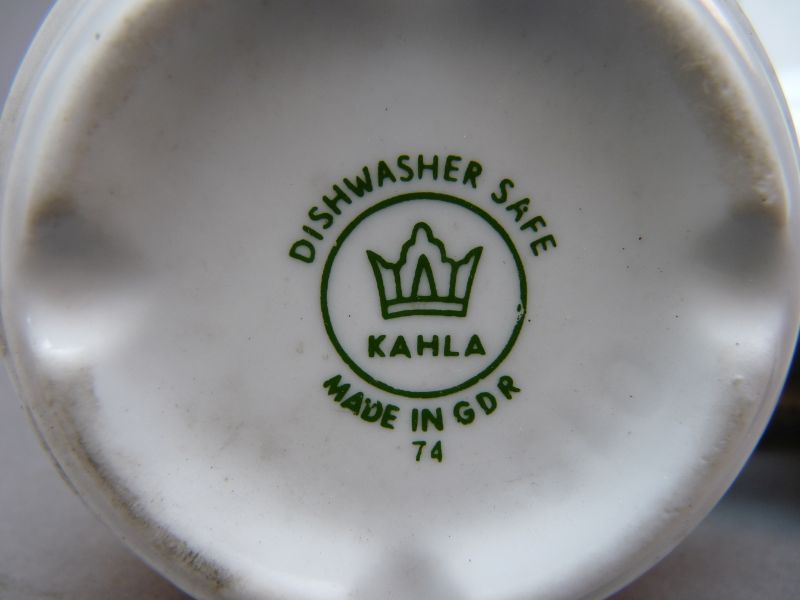 DISHWASHER SAFE
KAHLA
MADE IN GDR
74